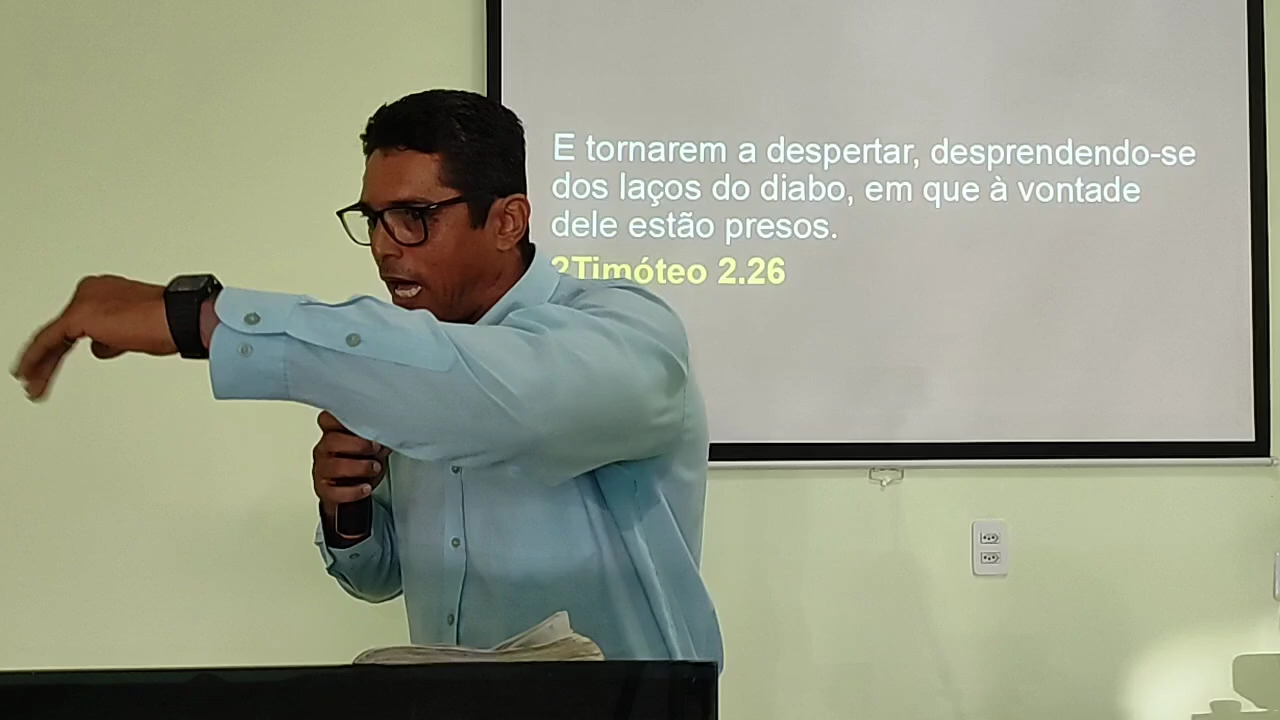 E tornarem a despertar, desprendendo-se
dos laços do diabo, em que à vontade
dele estão presos.
2Timóteo 2.26